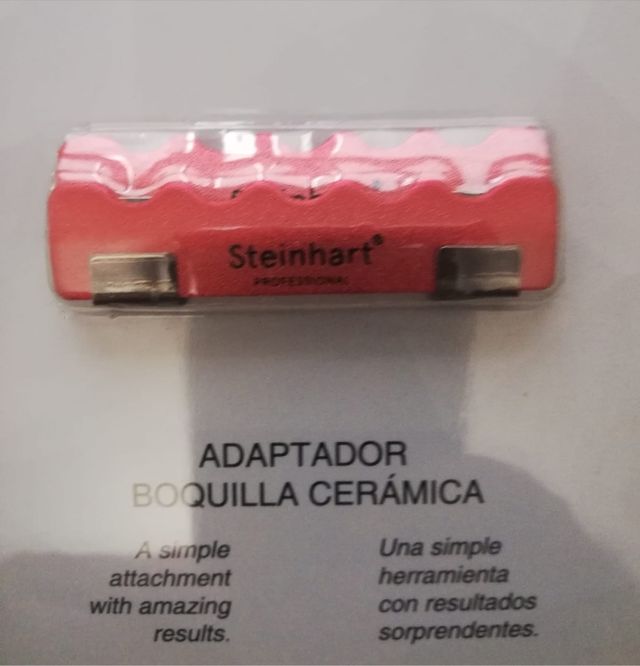 Steinhart®
PROFESSIONAL
ADAPTADOR
BOQUILLA CERÁMICA
A simple
attachment
with amazing
results.
Una simple
herramienta
con resultados
sorprendentes.